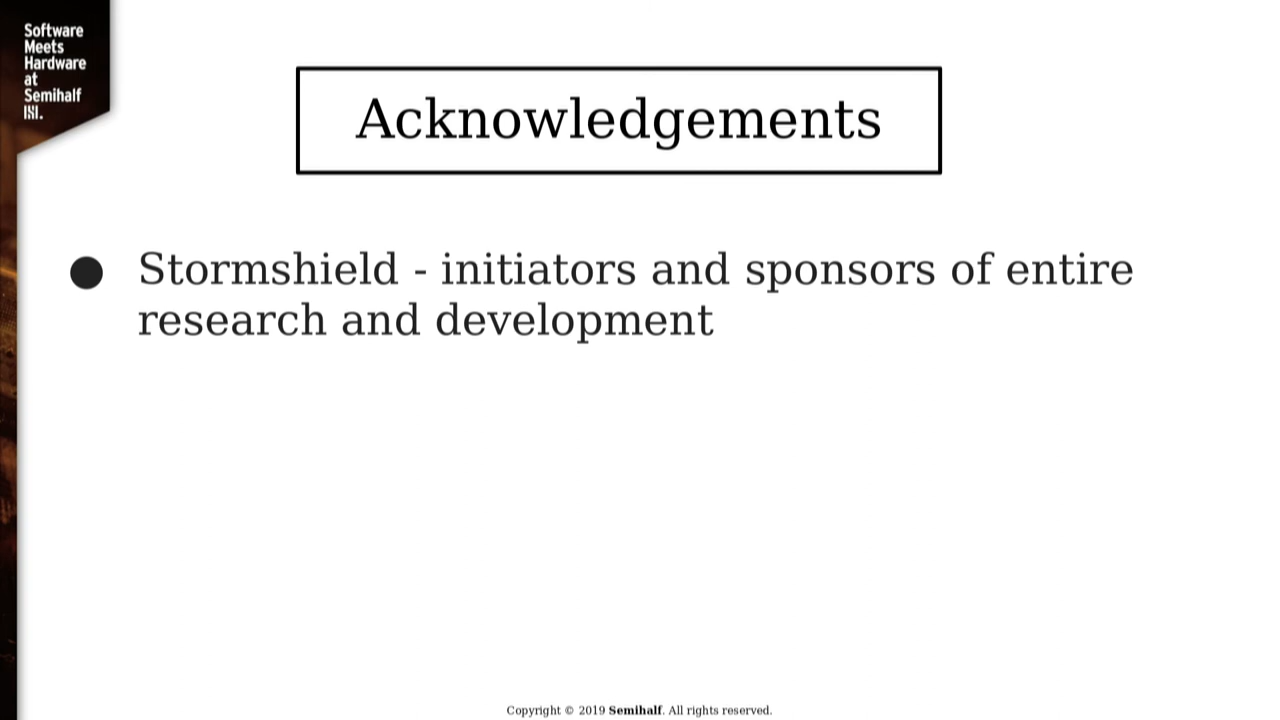 Software
Meets
Hardware
at
Semihalf
Acknowledgements
● Stormshield - initiators and sponsors of entire
research and development
Copyright © 2019 Semihalf. All rights reserved.